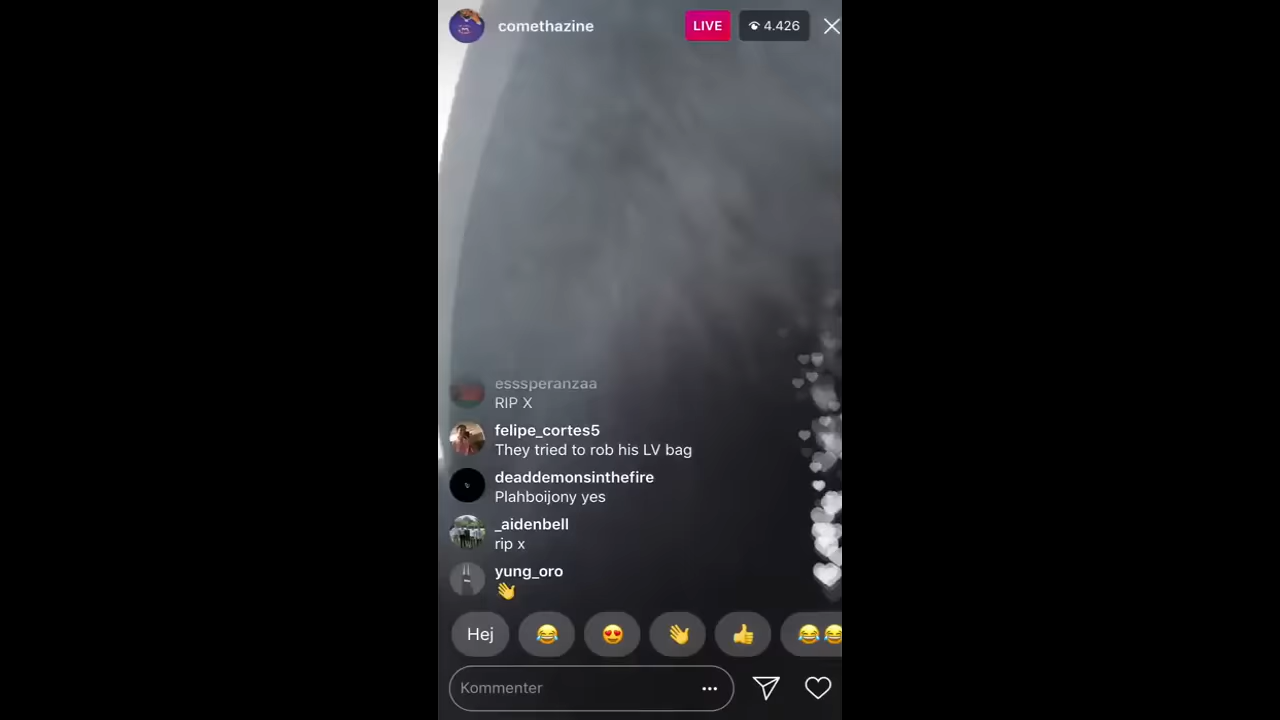 comethazine
LIVE
4.426
esssperanzaa
RIP X
felipe_cortes5
They tried to rob his LV bag
deaddemonsinthefire
Plahboijony yes
_aidenbell
rip x
yung_oro
👋
Hej
Kommenter